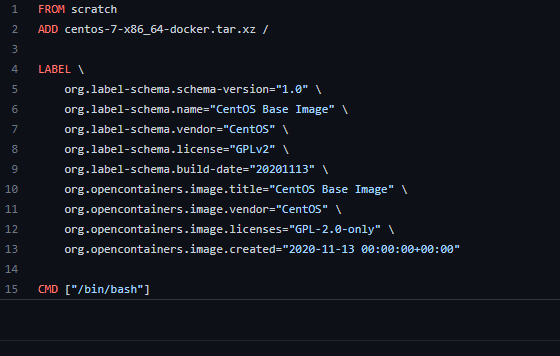 1 FROM scratch
2 ADD centos-7-x86_64-docker.tar.xz /
3
4 LABEL \
5     org.label-schema.schema-version="1.0" \
6     org.label-schema.name="CentOS Base Image" \
7     org.label-schema.vendor="CentOS" \
8     org.label-schema.license="GPLv2" \
9     org.label-schema.build-date="20201113" \
10     org.opencontainers.image.title="CentOS Base Image" \
11     org.opencontainers.image.vendor="CentOS" \
12     org.opencontainers.image.licenses="GPL-2.0-only" \
13     org.opencontainers.image.created="2020-11-13 00:00:00+00:00"
14
15 CMD ["/bin/bash"]